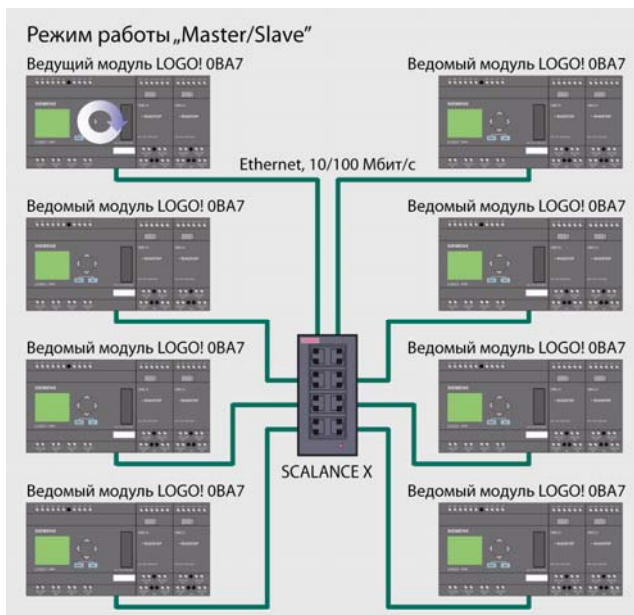 Режим работы „Master/Slave”
Ведущий модуль LOGO! 0BA7
Ведомый модуль LOGO! 0BA7
Ethernet, 10/100 Мбит/с
Ведомый модуль LOGO! 0BA7
Ведомый модуль LOGO! 0BA7
Ведомый модуль LOGO! 0BA7
Ведомый модуль LOGO! 0BA7
SCALANCE X
Ведомый модуль LOGO! 0BA7
Ведомый модуль LOGO! 0BA7